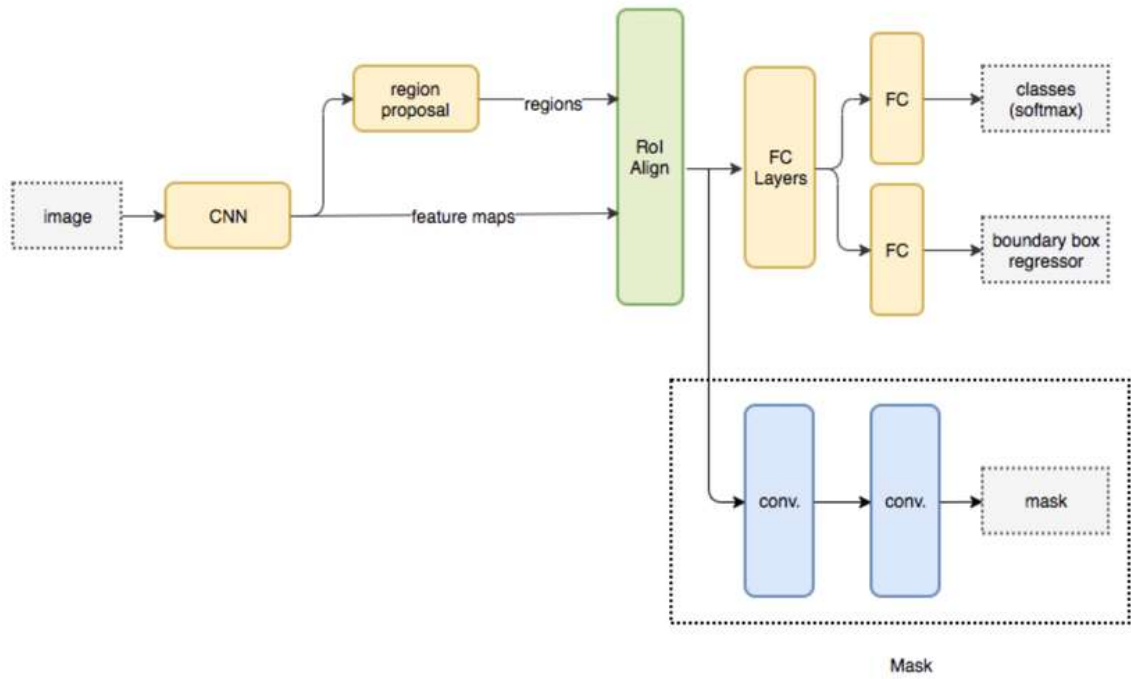 image
CNN
region
proposal
regions
feature maps
RoI
Align
FC
Layers
FC
classes
(softmax)
FC
boundary box
regressor
conv.
conv.
mask
Mask